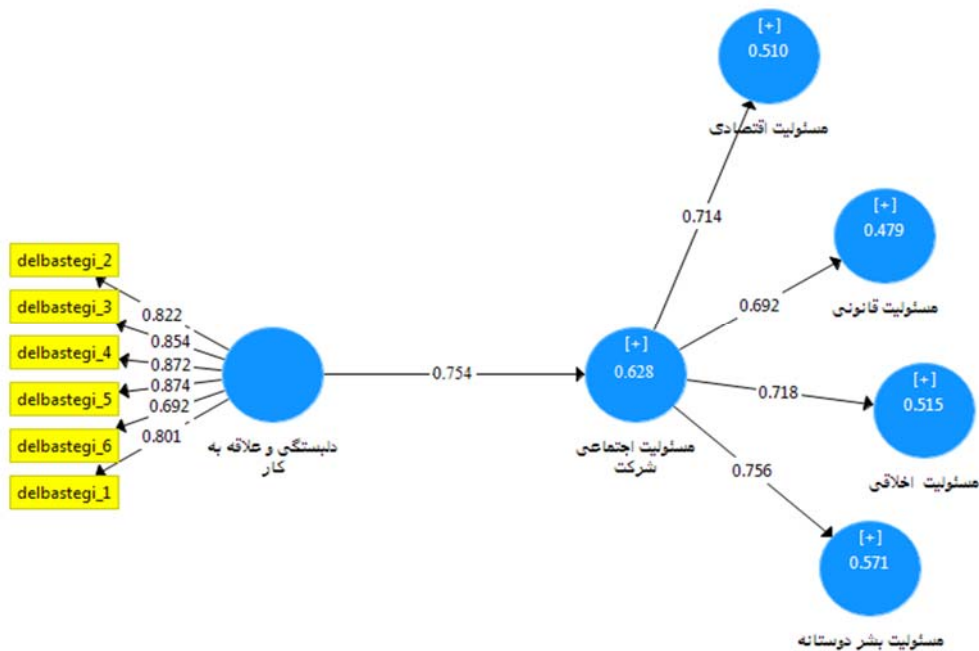 [+]
0.510
مسئولیت اقتصادی
0.714
[+]
0.479
مسئولیت قانونی
0.692
delbastegi_2
delbastegi_3
delbastegi_4
delbastegi_5
delbastegi_6
delbastegi_1
0.822
0.854
0.872
0.874
0.692
0.801
دلبستگی و علاقه به
کار
0.754
[+]
0.628
مسئولیت اجتماعی
شرکت
0.718
[+]
0.515
مسئولیت اخلاقی
0.756
[+]
0.571
مسئولیت بشر دوستانه